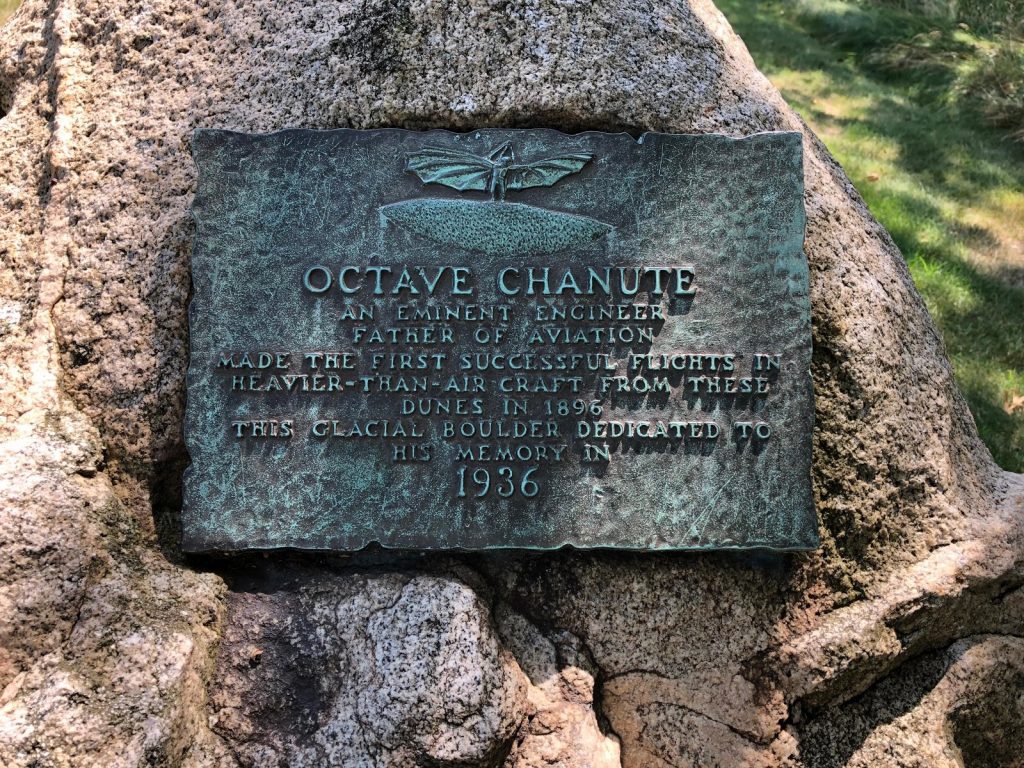 OCTAVE CHANUTE
AN EMINENT ENGINEER
FATHER OF AVIATION
MADE THE FIRST SUCCESSFUL FLIGHTS IN
HEAVIER-THAN-AIR CRAFT FROM THESE
DUNES IN 1896
THIS GLACIAL BOULDER DEDICATED TO
HIS MEMORY IN
1936